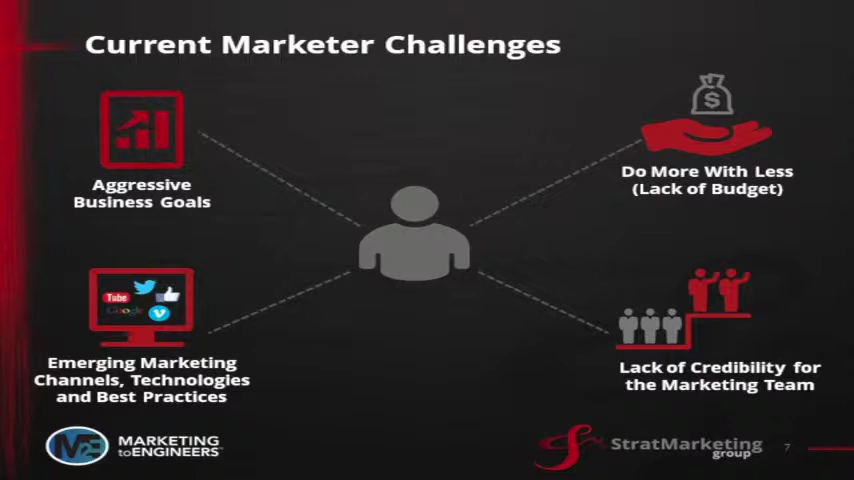 Current Marketer Challenges
$
Aggressive
Business Goals
Do More With Less
(Lack of Budget)
Tube
Google
Emerging Marketing
Channels, Technologies
and Best Practices
Lack of Credibility for
the Marketing Team
M2E
MARKETING
toENGINEERS
StratMarketing
group
7